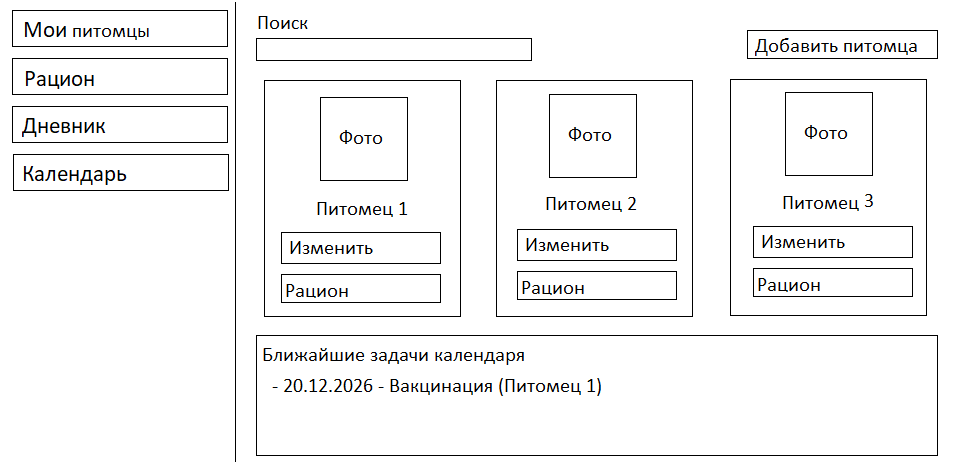 Мои питомцы
Рацион
Дневник
Календарь
Поиск
Добавить питомца
Фото
Питомец 1
Изменить
Рацион
Фото
Питомец 2
Изменить
Рацион
Фото
Питомец 3
Изменить
Рацион
Ближайшие задачи календаря
- 20.12.2026 - Вакцинация (Питомец 1)